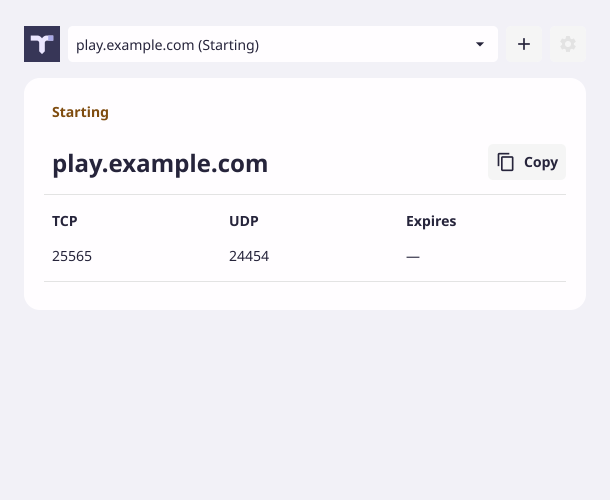 play.example.com (Starting)
Starting
play.example.com
Copy
TCP UDP Expires
25565 24454 —